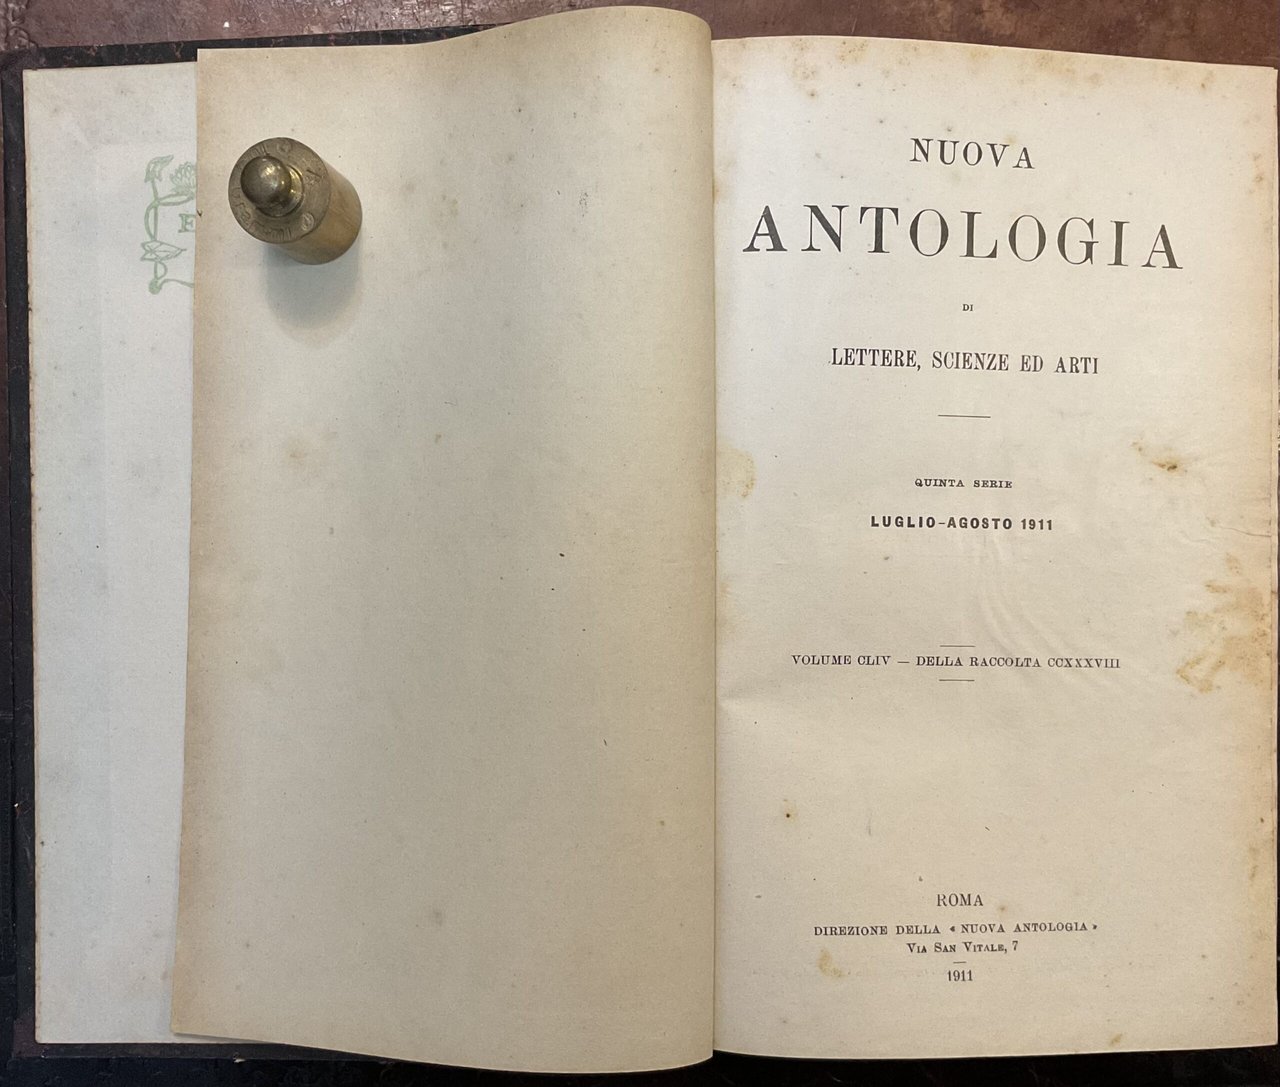 E
NUOVA
ANTOLOGIA
DI
LETTERE, SCIENZE ED ARTI
QUINTA SERIE
LUGLIO-AGOSTO 1911
VOLUME CLIV — DELLA RACCOLTA CCXXXVIII
ROMA
DIREZIONE DELLA « NUOVA ANTOLOGIA »
VIA SAN VITALE, 7
1911